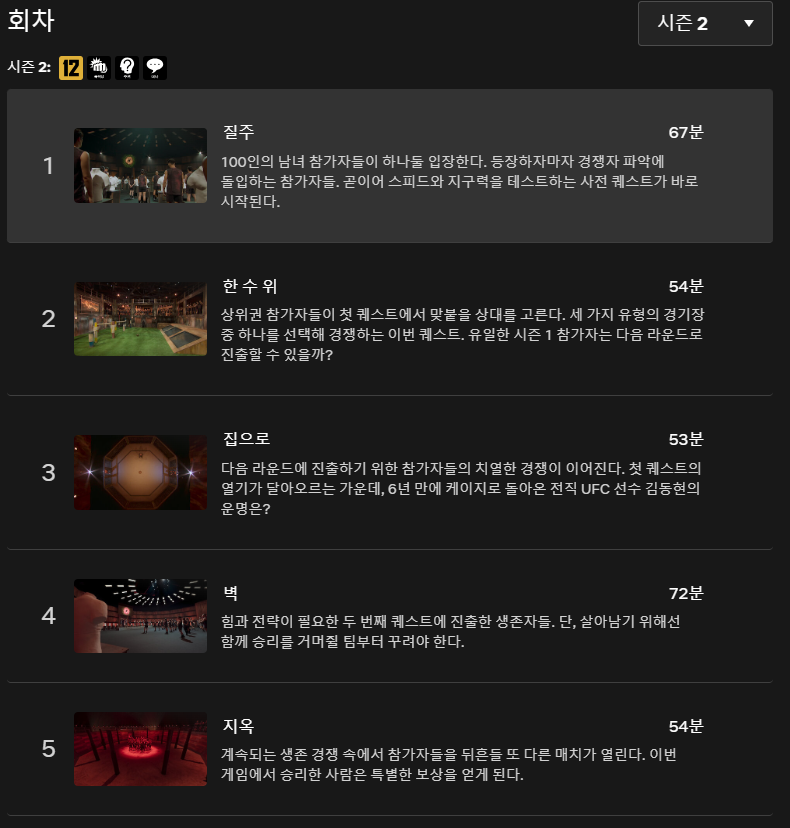 회차
시즌 2
시즌 2: 12
1
질주
67분
100인의 남녀 참가자들이 하나둘 입장한다. 등장하자마자 경쟁자 파악에
돌입하는 참가자들. 곧이어 스피드와 지구력을 테스트하는 사전 퀘스트가 바로
시작된다.
2
한 수 위
54분
상위권 참가자들이 첫 퀘스트에서 맞붙을 상대를 고른다. 세 가지 유형의 경기장
중 하나를 선택해 경쟁하는 이번 퀘스트. 유일한 시즌 1 참가자는 다음 라운드로
진출할 수 있을까?
3
집으로
53분
다음 라운드에 진출하기 위한 참가자들의 치열한 경쟁이 이어진다. 첫 퀘스트의
열기가 달아오르는 가운데, 6년 만에 케이지로 돌아온 전직 UFC 선수 김동현의
운명은?
4
벽
72분
힘과 전략이 필요한 두 번째 퀘스트에 진출한 생존자들. 단, 살아남기 위해선
함께 승리를 거머쥘 팀부터 꾸려야 한다.
5
지옥
54분
계속되는 생존 경쟁 속에서 참가자들을 뒤흔들 또 다른 매치가 열린다. 이번
게임에서 승리한 사람은 특별한 보상을 얻게 된다.